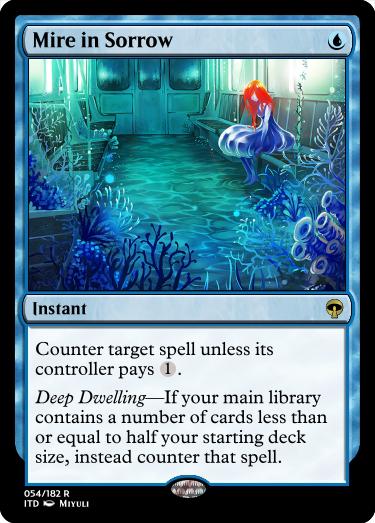 Mire in Sorrow
Instant
Counter target spell unless its
controller pays 1.
Deep Dwelling—If your main library
contains a number of cards less than
or equal to half your starting deck
size, instead counter that spell.
054/182 R
ITD Miyuli